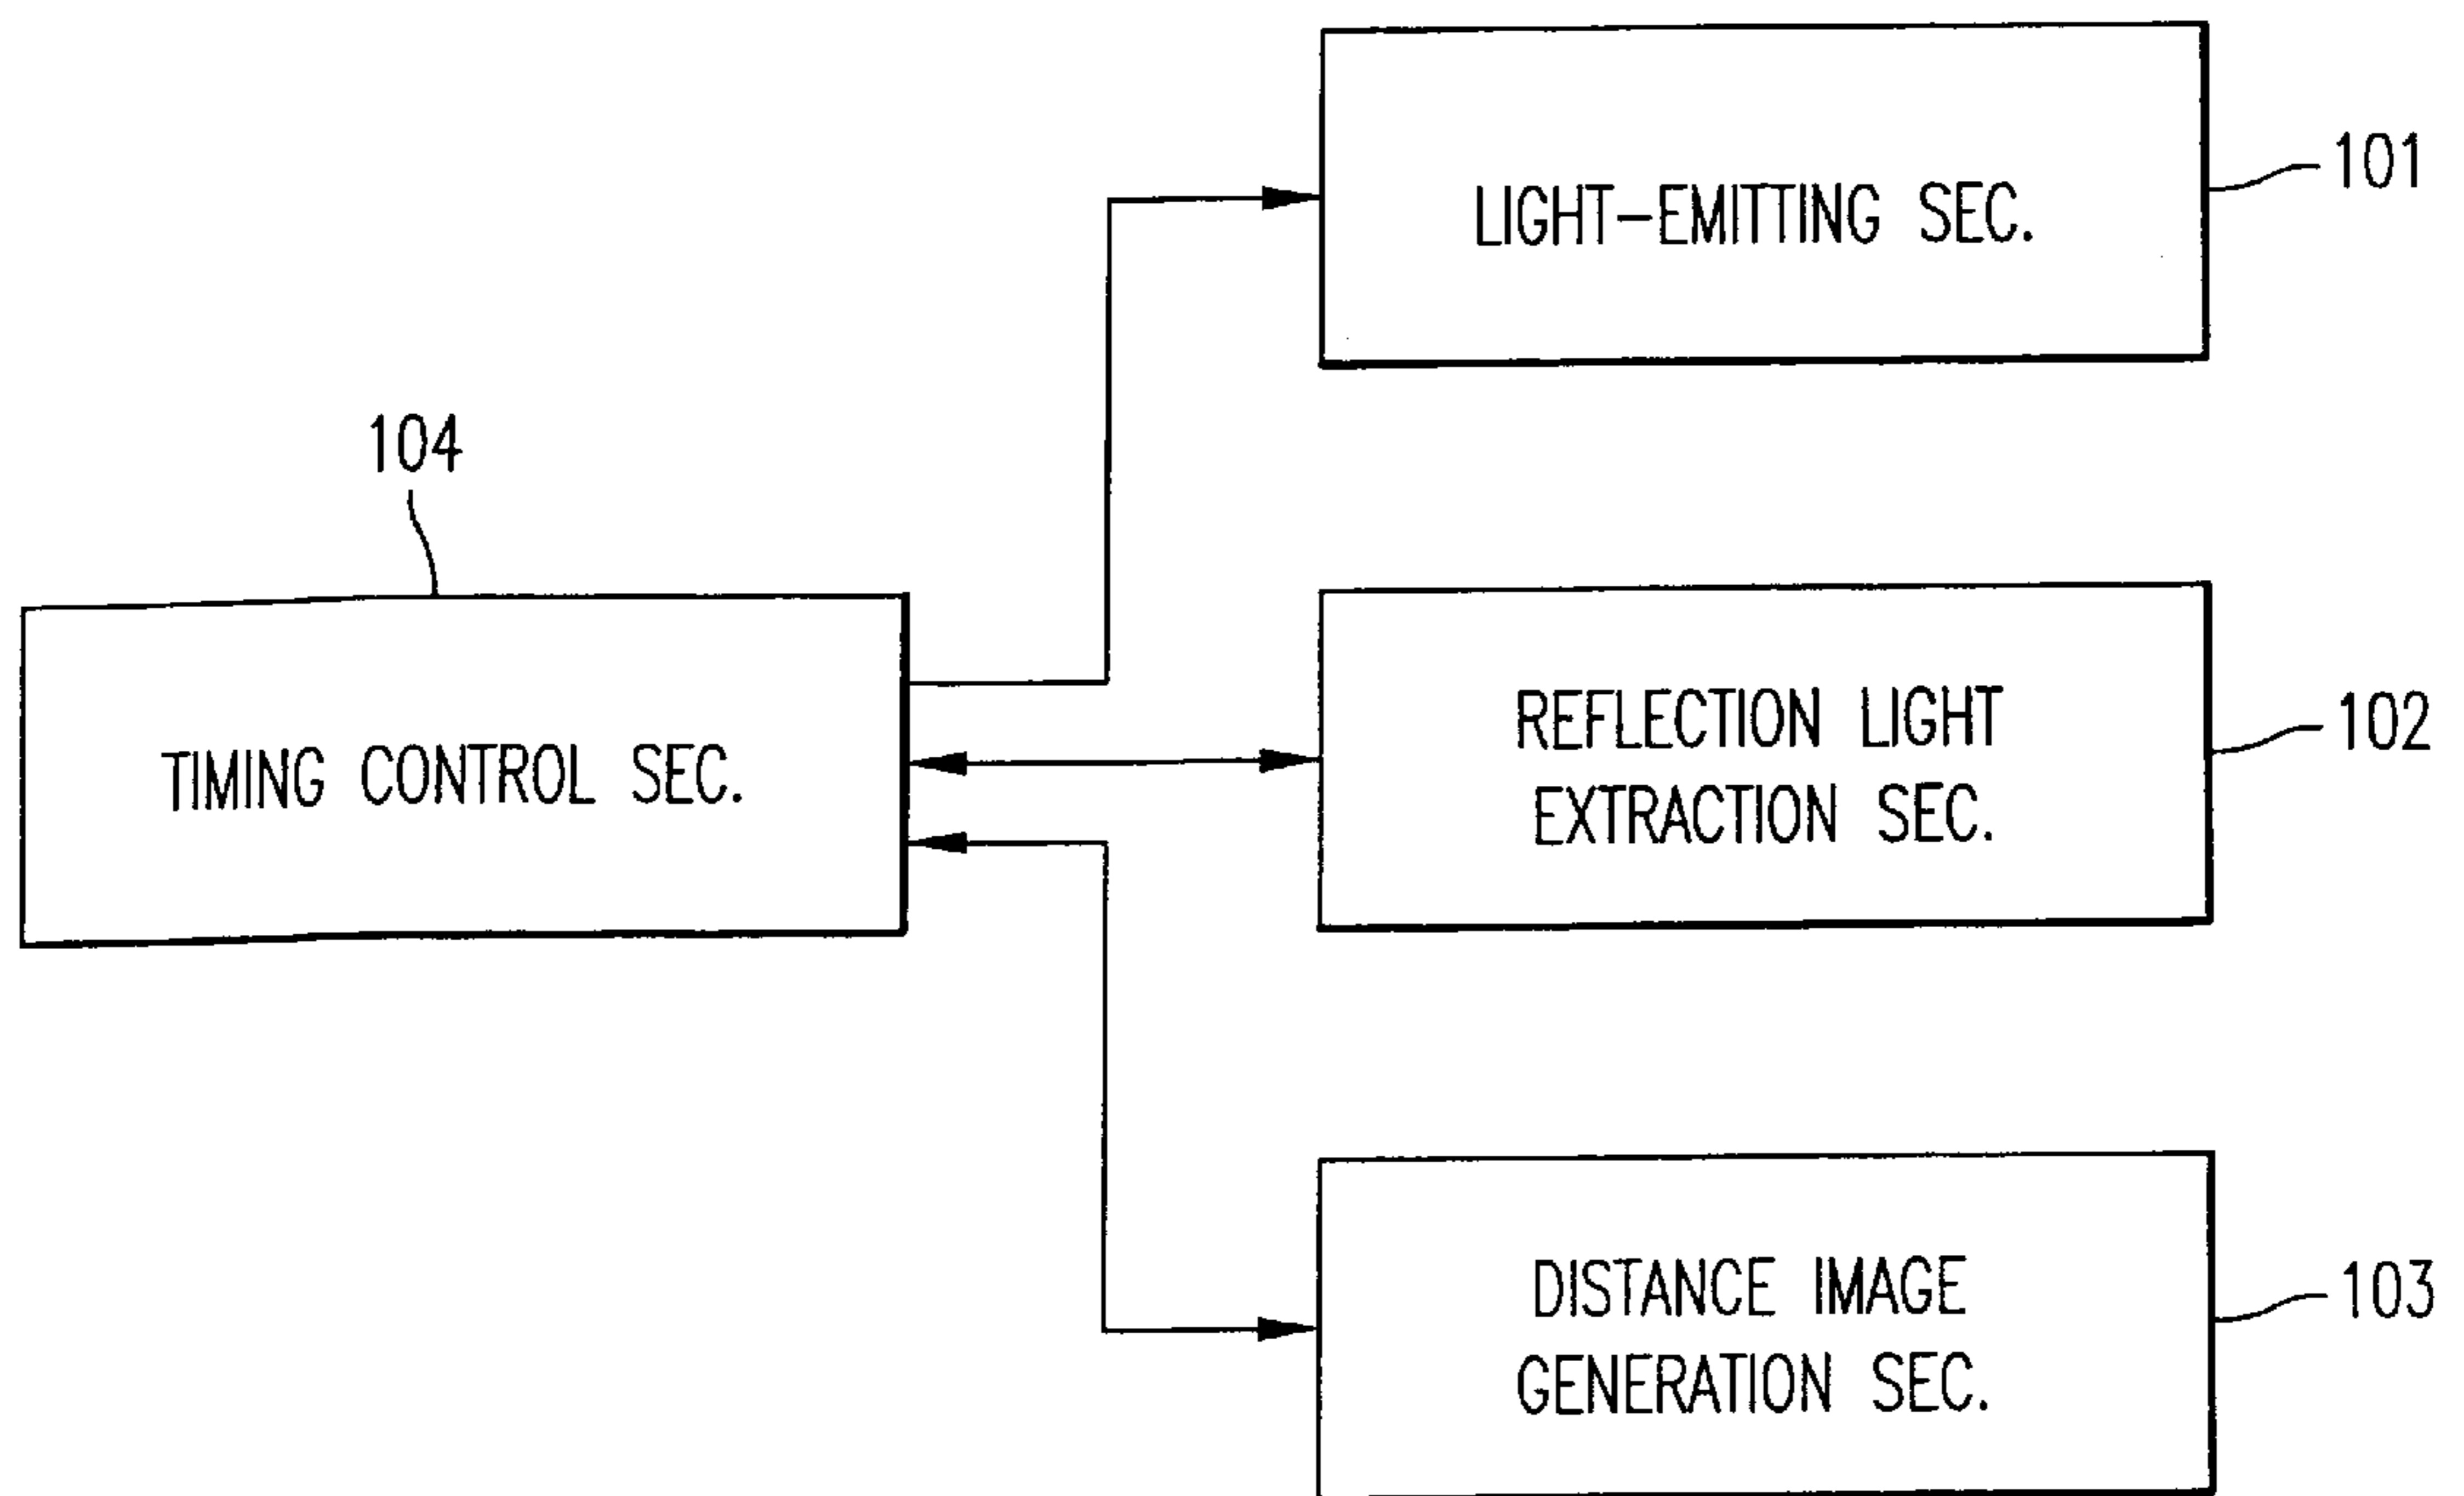 LIGHT-EMITTING SEC.
101
104
TIMING CONTROL SEC.
REFLECTION LIGHT
EXTRACTION SEC.
102
DISTANCE IMAGE
GENERATION SEC.
103